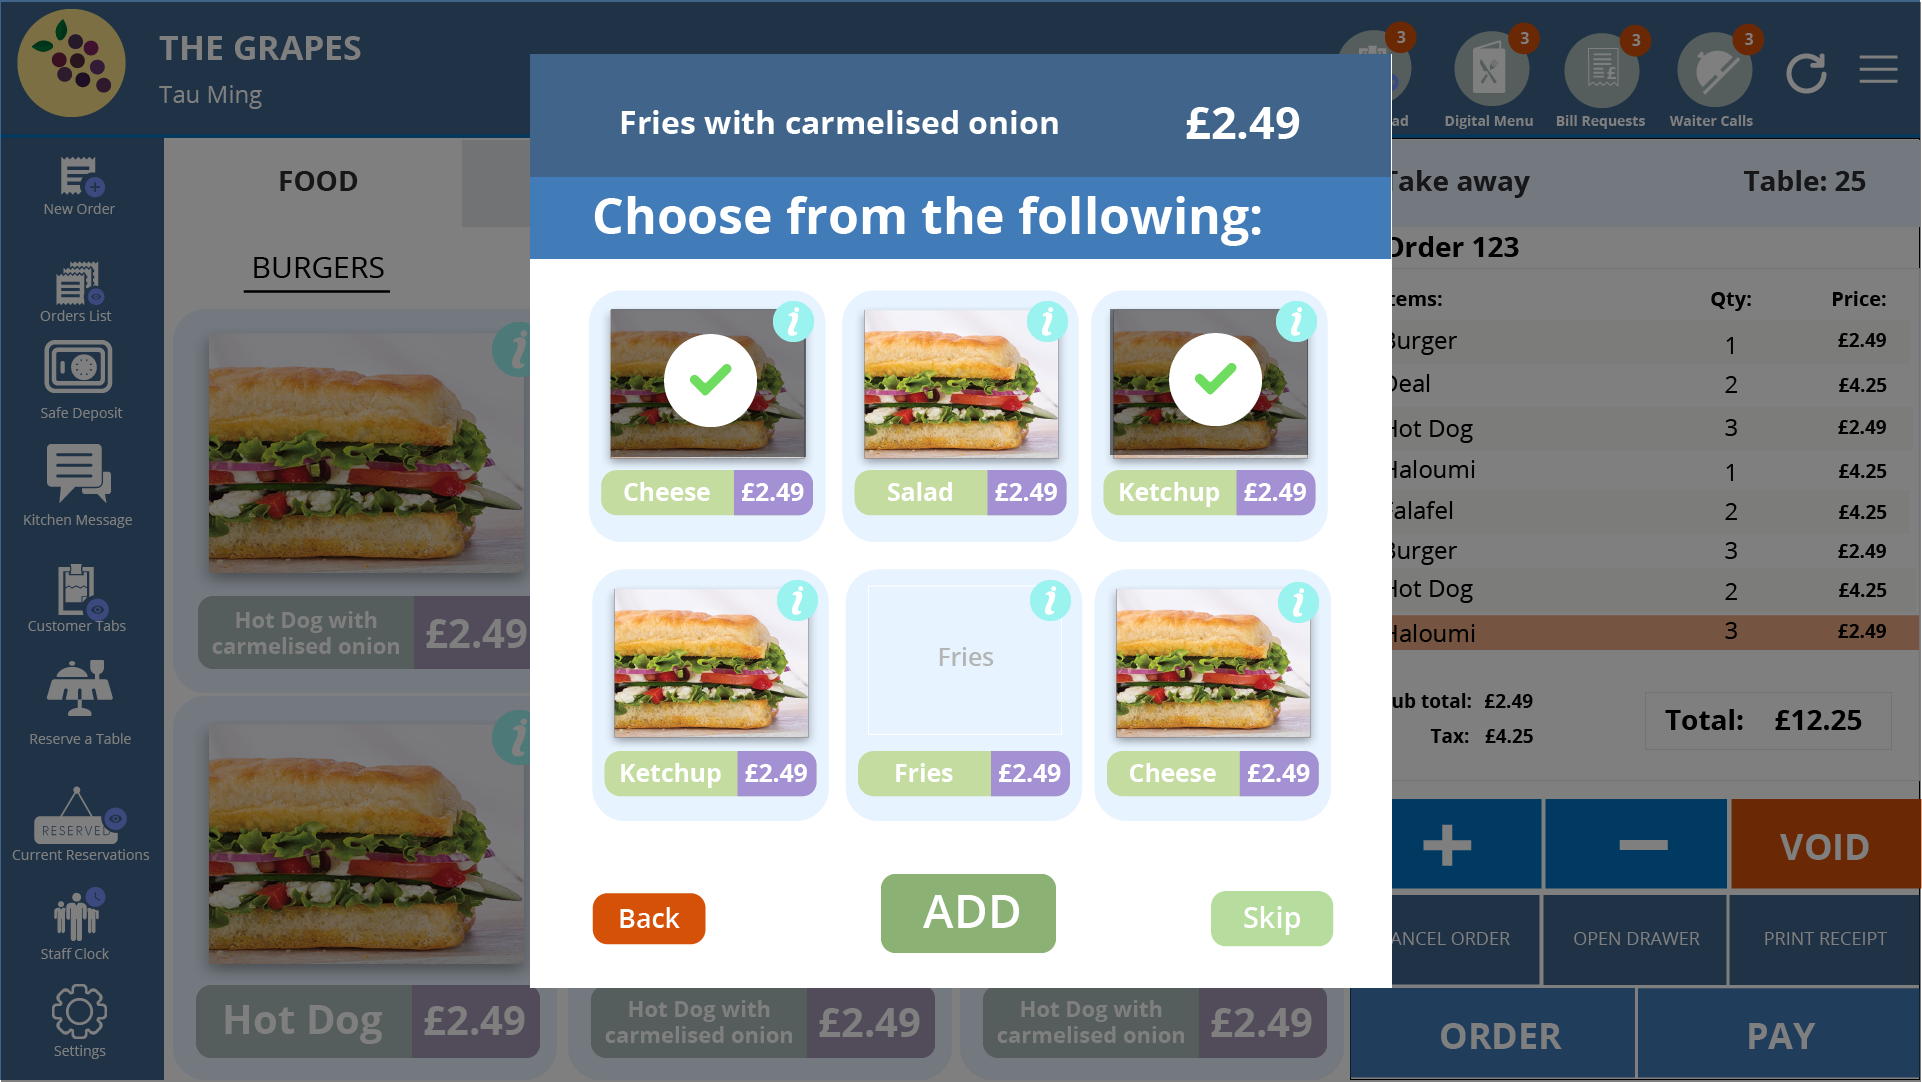 THE GRAPES
Tau Ming
3
3
3
3
ad
Digital Menu
Bill Requests
Waiter Calls
New Order
Orders List
Safe Deposit
Kitchen Message
Customer Tabs
Reserve a Table
RESERVED
Current Reservations
Staff Clock
Settings
FOOD
BURGERS
Hot Dog with
carmelised onion
£2.49
Hot Dog £2.49
Hot Dog with
carmelised onion
£2.49
Hot Dog with
carmelised onion
£2.49
Fries with carmelised onion £2.49
Choose from the following:
Cheese £2.49
Salad £2.49
Ketchup £2.49
Fries
Ketchup £2.49
Fries £2.49
Cheese £2.49
Back
ADD
Skip
Take away Table: 25
Order 123
tems: Qty: Price:
Burger 1 £2.49
Deal 2 £4.25
Hot Dog 3 £2.49
Haloumi 1 £4.25
Falafel 2 £4.25
Burger 3 £2.49
Hot Dog 2 £4.25
Haloumi 3 £2.49
ub total: £2.49
Tax: £4.25
Total: £12.25
+
−
VOID
ANCEL ORDER
OPEN DRAWER
PRINT RECEIPT
ORDER
PAY